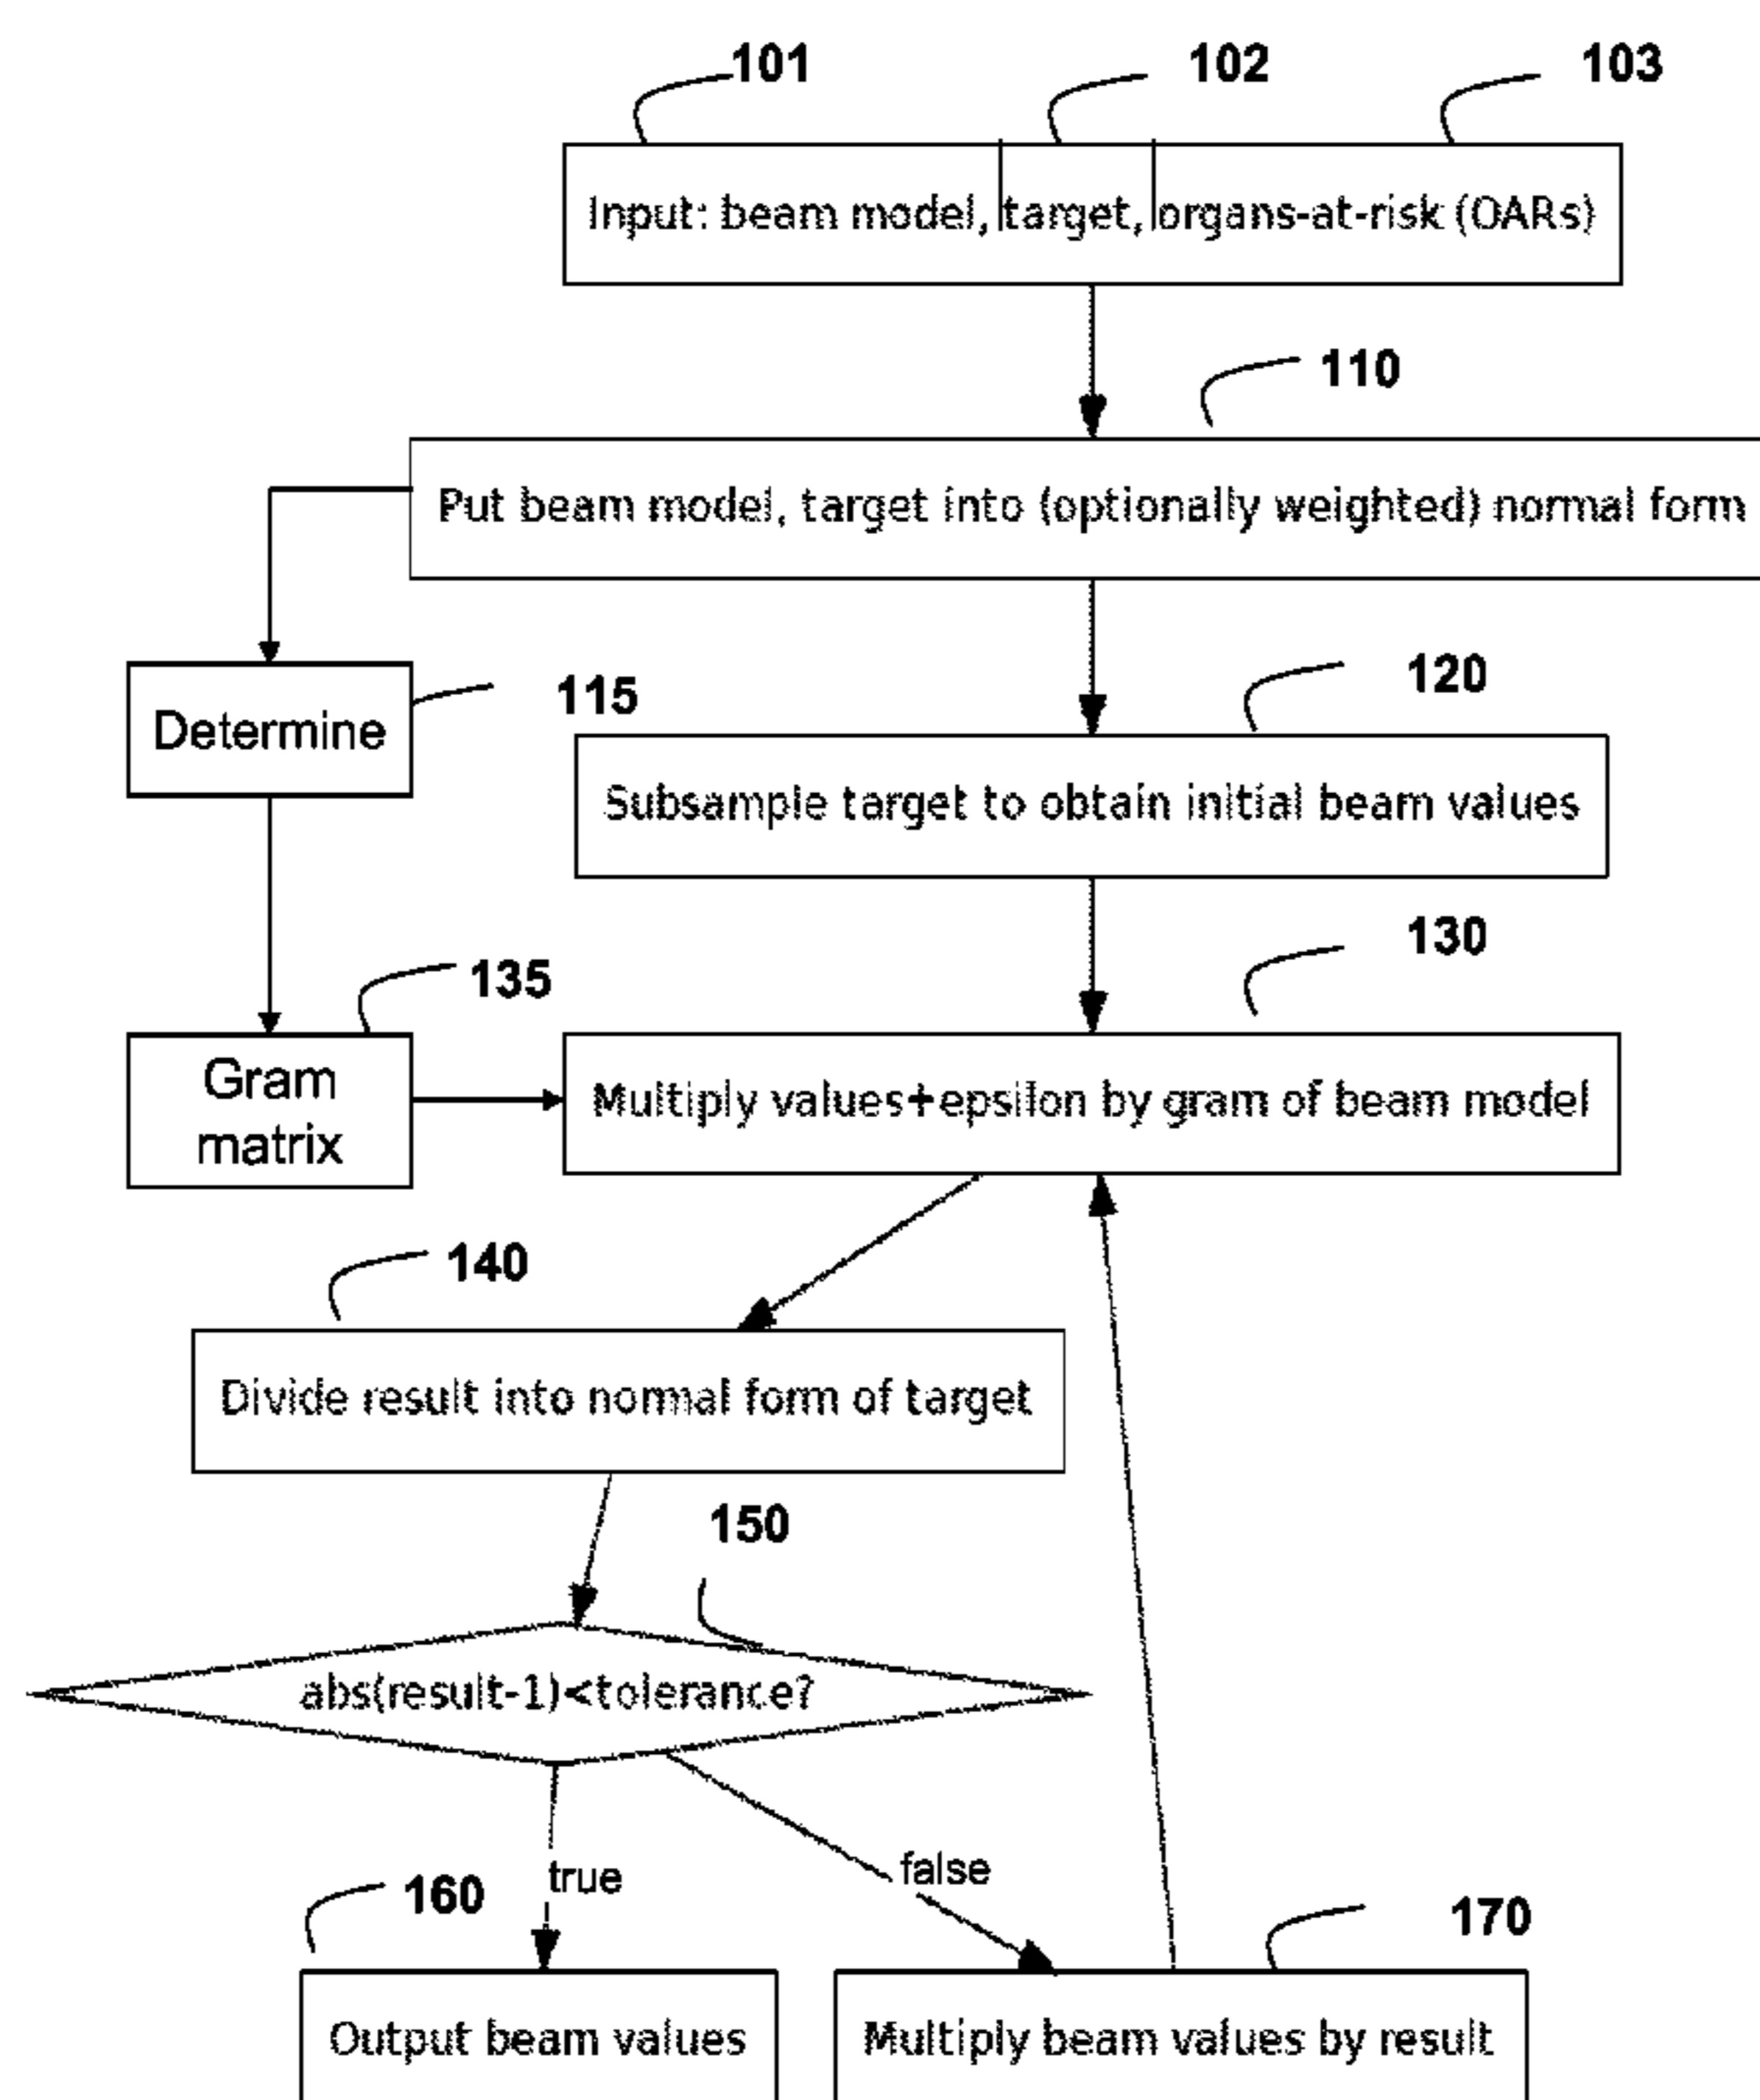 101 102 103
Input: beam model, target, organs-at-risk (OARs)
110
Put beam model, target into (optionally weighted) normal form
115
Determine
120
Subsample target to obtain initial beam values
130
135
Gram
matrix
Multiply values+epsilon by gram of beam model
140
Divide result into normal form of target
150
abs(result-1)<tolerance?
true
false
160
170
Output beam values
Multiply beam values by result